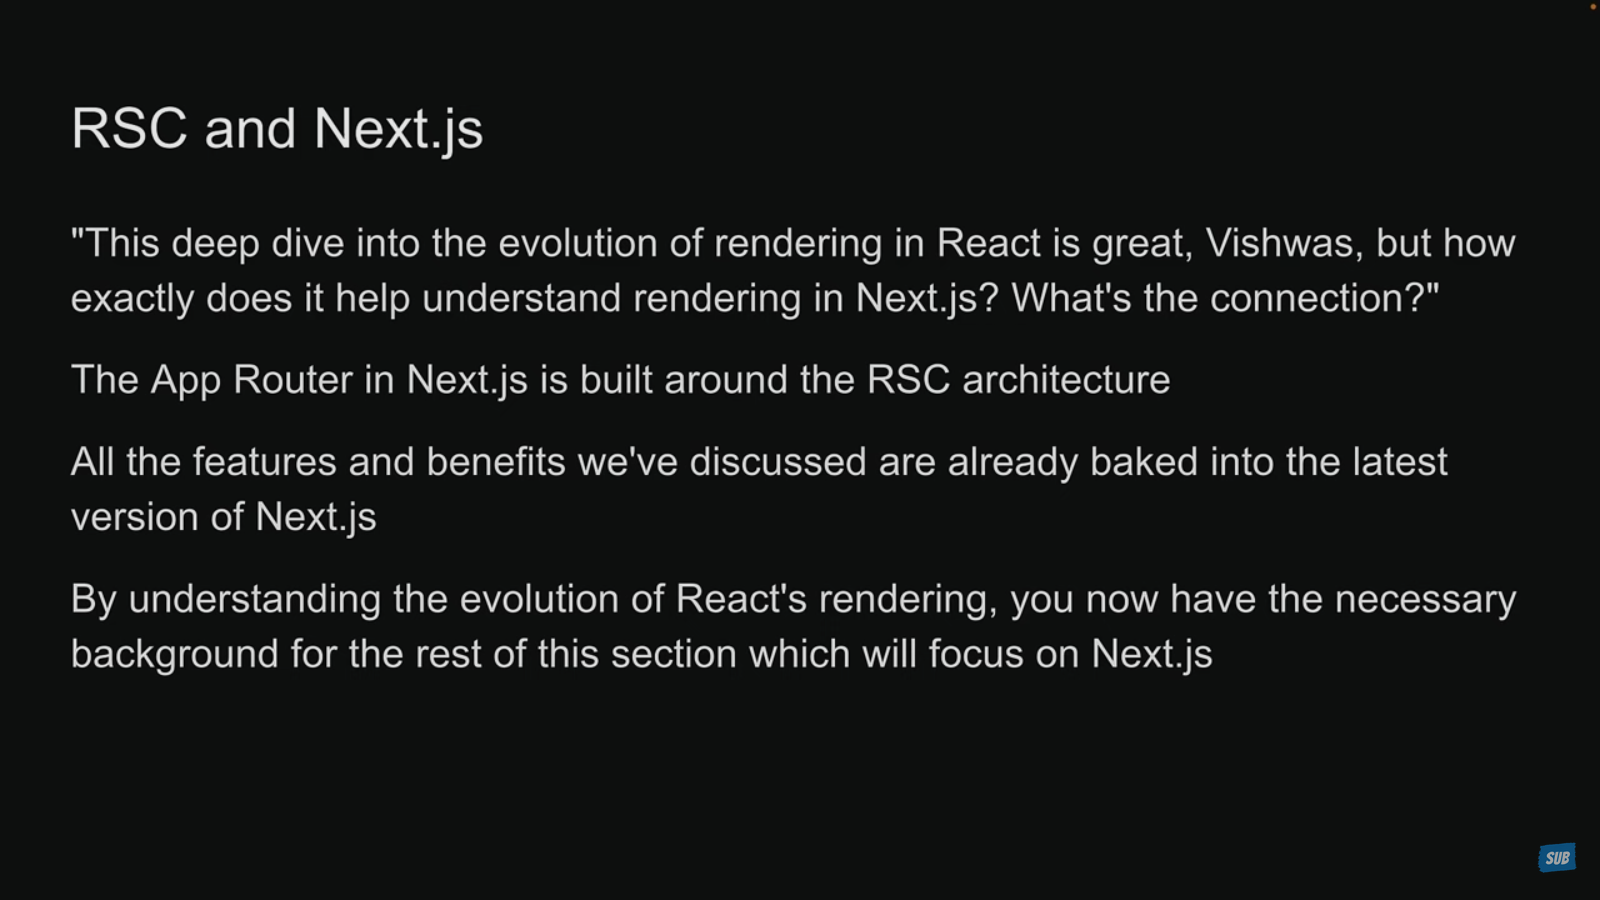 RSC and Next.js
"This deep dive into the evolution of rendering in React is great, Vishwas, but how
exactly does it help understand rendering in Next.js? What's the connection?"
The App Router in Next.js is built around the RSC architecture
All the features and benefits we've discussed are already baked into the latest
version of Next.js
By understanding the evolution of React's rendering, you now have the necessary
background for the rest of this section which will focus on Next.js
SUB